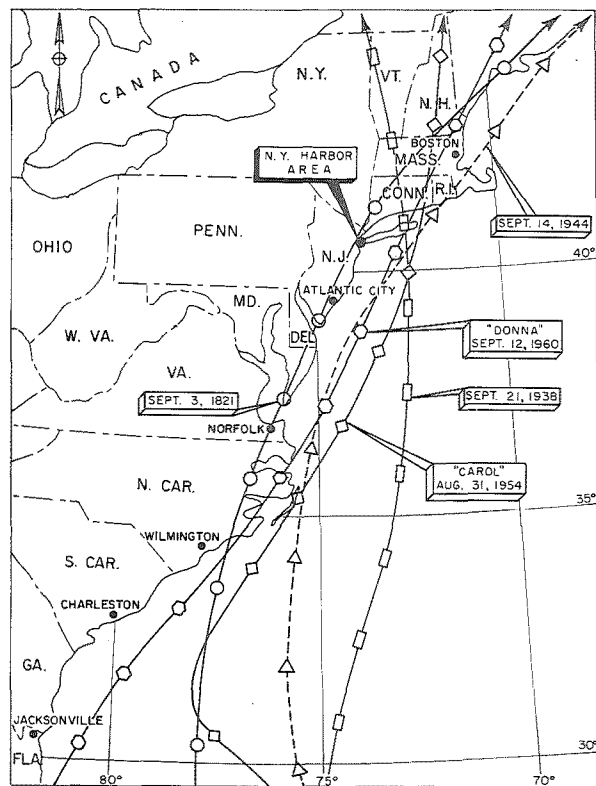 CANADA
N.Y.
VT.
N.H.
BOSTON
MASS.
N.Y. HARBOR
AREA
CONN.
R.I.
SEPT. 14, 1944
PENN.
OHIO
N.J.
40°
ATLANTIC CITY
MD.
DEL.
"DONNA"
SEPT. 12, 1960
W. VA.
VA.
SEPT. 3, 1821
SEPT. 21, 1938
NORFOLK
"CAROL"
AUG. 31, 1954
N. CAR.
35°
WILMINGTON
S. CAR.
CHARLESTON
GA.
JACKSONVILLE
30°
FLA.
80°
75°
70°